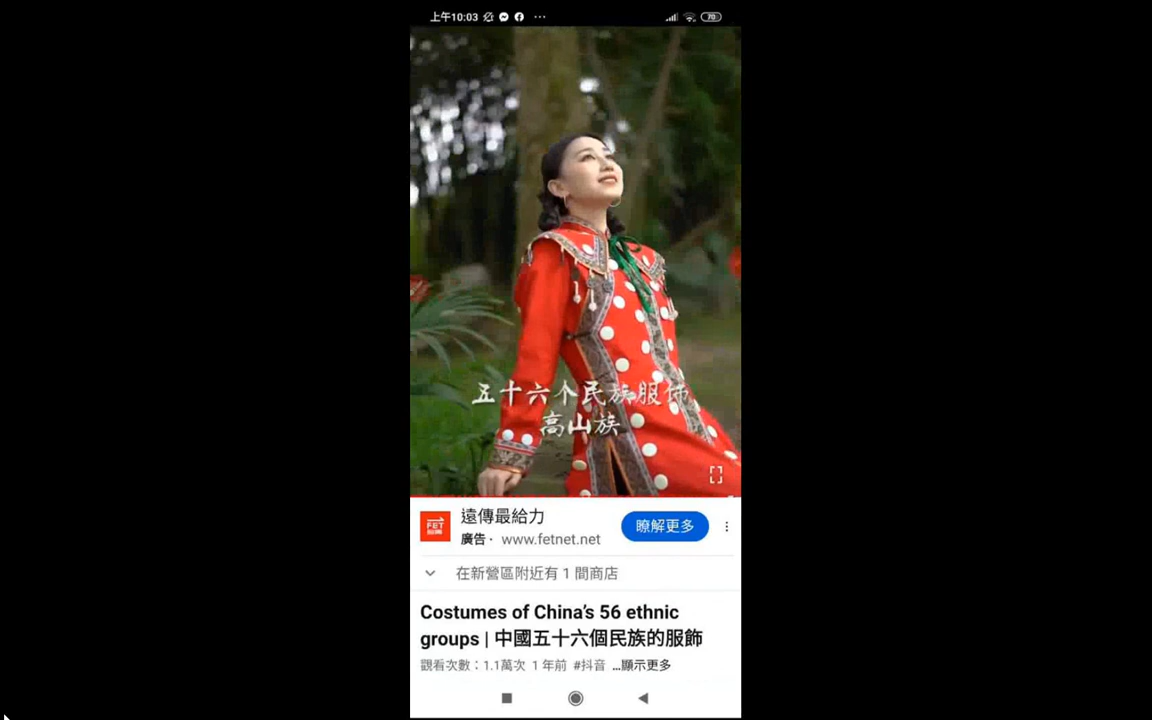 上午10:03
70
五十六个民族服饰
高山族
FET
遠傳
遠傳最給力
廣告· www.fetnet.net
瞭解更多
在新營區附近有 1 間商店
Costumes of China's 56 ethnic
groups | 中國五十六個民族的服飾
觀看次數：1.1萬次 1 年前 #抖音 ...顯示更多